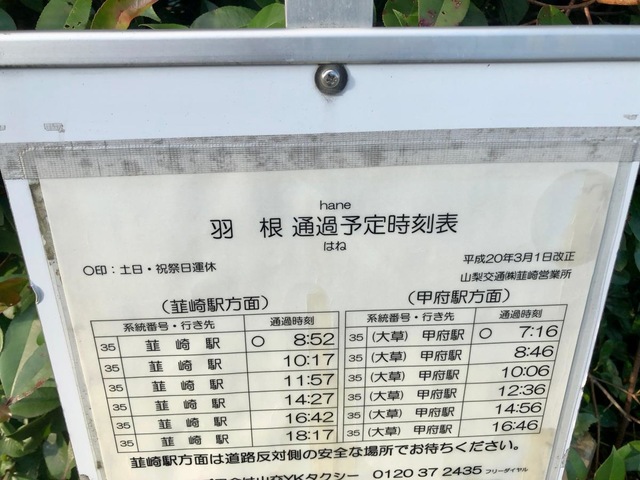 hane
羽 根 通過予定時刻表
はね
平成20年3月1日改正
○印:土日・祝祭日運休
山梨交通㈱韮崎営業所
(韮崎駅方面)
系統番号・行き先 通過時刻
35 韮崎駅 ○ 8:52
35 韮崎駅 10:17
35 韮崎駅 11:57
35 韮崎駅 14:27
35 韮崎駅 16:42
35 韮崎駅 18:17
(甲府駅方面)
系統番号・行き先 通過時刻
35 (大草) 甲府駅 ○ 7:16
35 (大草) 甲府駅 8:46
35 (大草) 甲府駅 10:06
35 (大草) 甲府駅 12:36
35 (大草) 甲府駅 14:56
35 (大草) 甲府駅 16:46
韮崎駅方面は道路反対側の安全な場所でお待ちください。
は山交YKタクシー 0120 37 2435 フリーダイヤル